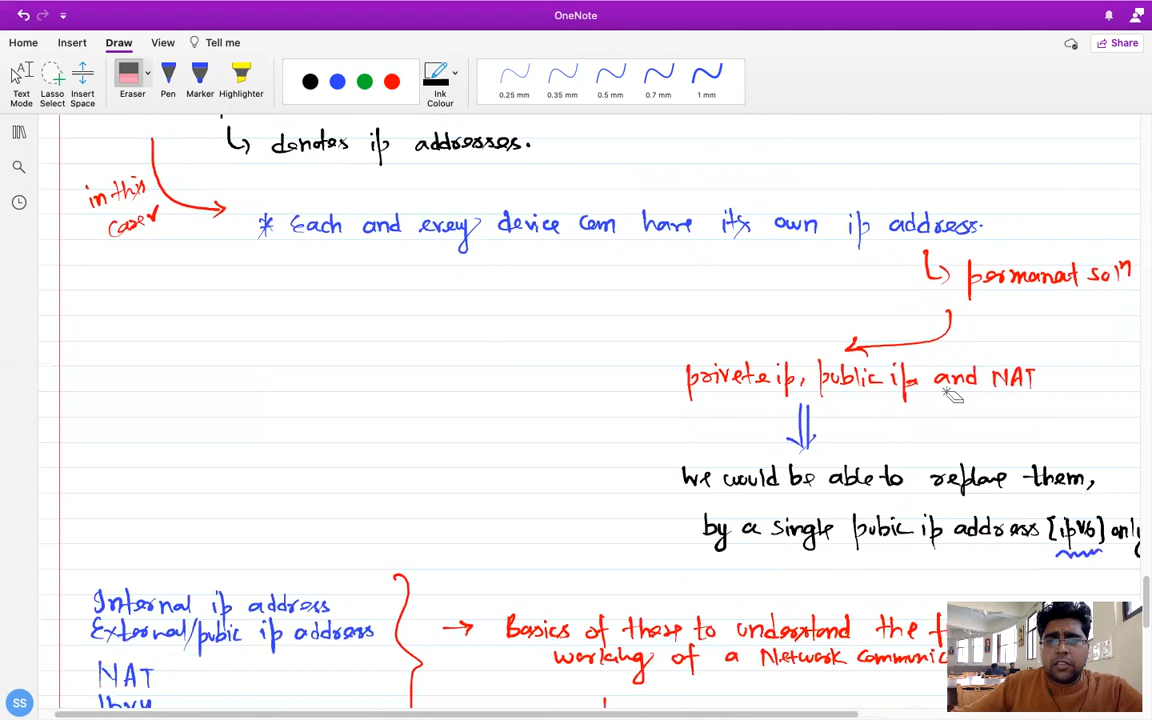 OneNote
Home Insert Draw View Tell me
Share
Eraser Pen Marker Highlighter
Text Mode
Lasso Select
Insert Space
Ink Colour
0.25 mm 0.35 mm 0.5 mm 0.7 mm 1 mm
↳ denotes ip addresses.
in this
case
* Each and every device can have its own ip address.
↳ permanat solⁿ
private ip, public ip and NAT
We would be able to replace them,
by a single pubic ip address [ipv6] only
Internal ip address
External/pubic ip address
NAT
ipv4
→ Basics of these to understand the
working of a Network
SS